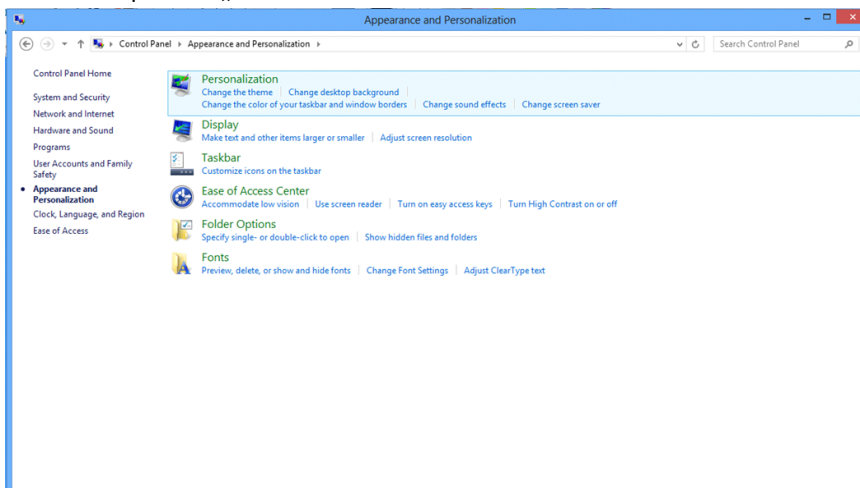 Appearance and Personalization
Control Panel Appearance and Personalization
Search Control Panel
Control Panel Home
System and Security
Network and Internet
Hardware and Sound
Programs
User Accounts and Family
Safety
Appearance and
Personalization
Clock, Language, and Region
Ease of Access
Personalization
Change the theme Change desktop background
Change the color of your taskbar and window borders Change sound effects Change screen saver
Display
Make text and other items larger or smaller Adjust screen resolution
Taskbar
Customize icons on the taskbar
Ease of Access Center
Accommodate low vision Use screen reader Turn on easy access keys Turn High Contrast on or off
Folder Options
Specify single- or double-click to open Show hidden files and folders
Fonts
Preview, delete, or show and hide fonts Change Font Settings Adjust ClearType text